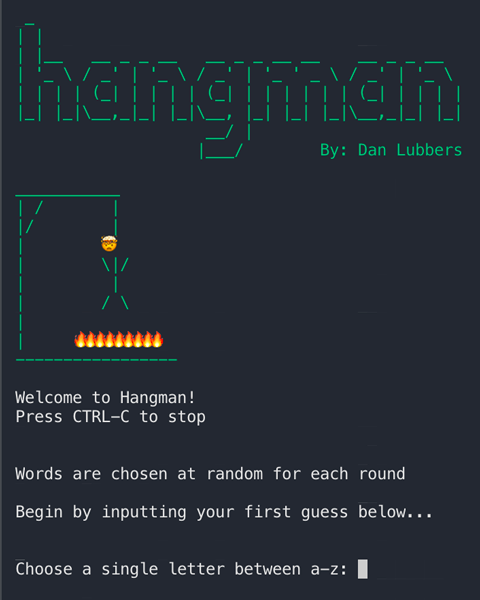 hangman
By: Dan Lubbers
Welcome to Hangman!
Press CTRL-C to stop
Words are chosen at random for each round
Begin by inputting your first guess below...
Choose a single letter between a-z: